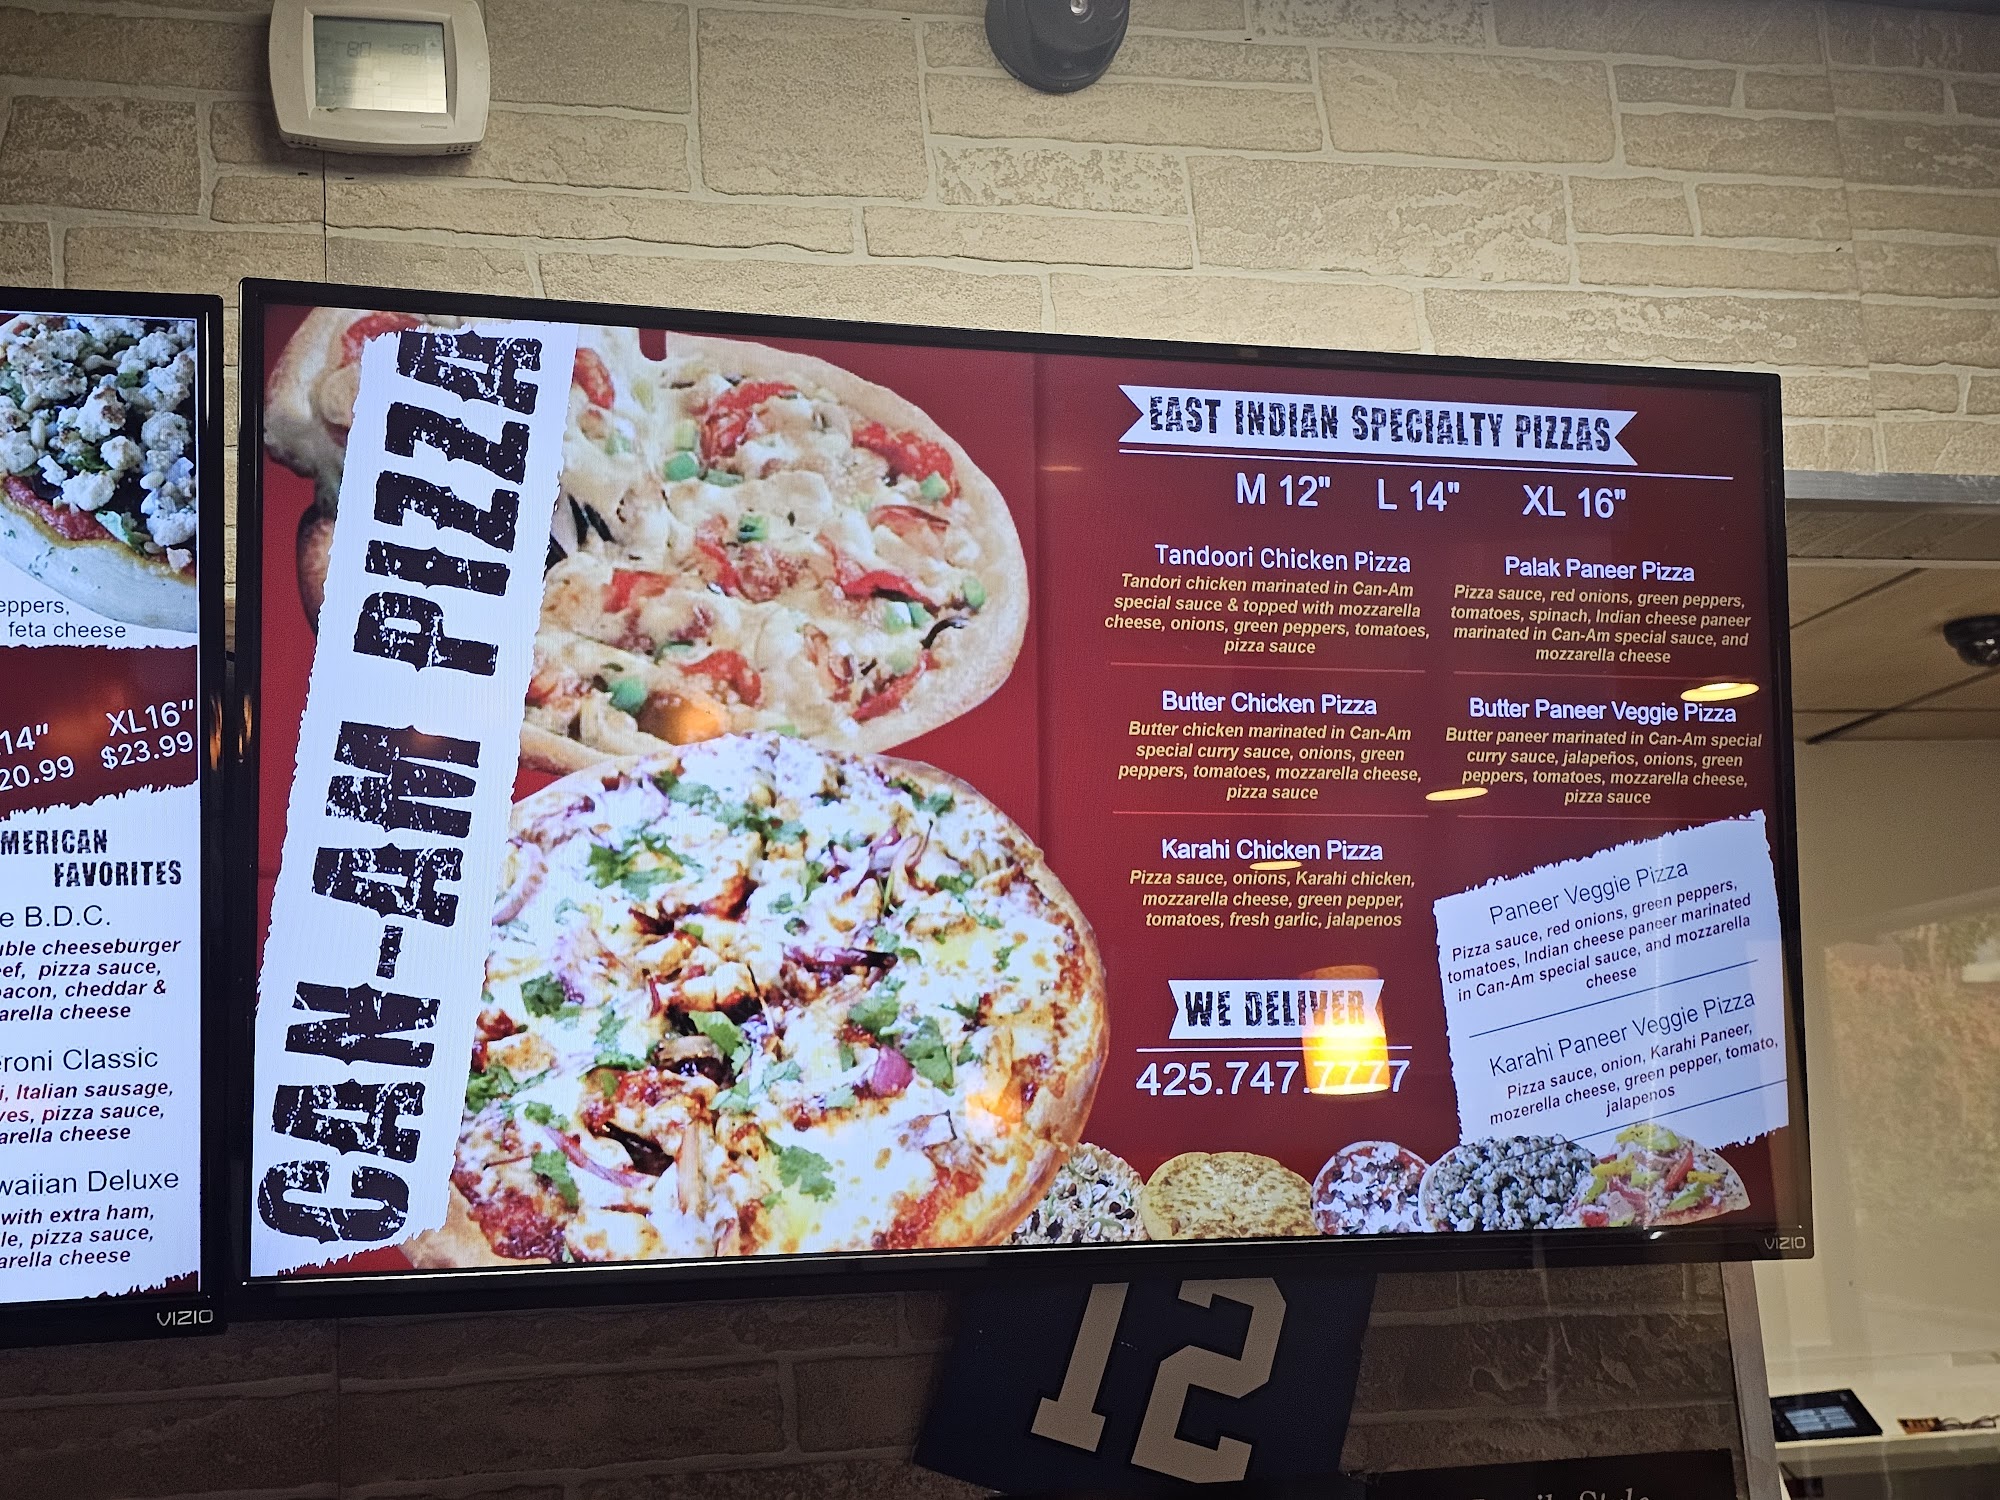 eppers,
feta cheese
14" XL16"
20.99 $23.99
MERICAN
FAVORITES
e B.D.C.
uble cheeseburger
eef, pizza sauce,
bacon, cheddar &
arella cheese
eroni Classic
i, Italian sausage,
ves, pizza sauce,
arella cheese
waiian Deluxe
with extra ham,
le, pizza sauce,
arella cheese
VIZIO
CAN-AM PIZZA
EAST INDIAN SPECIALTY PIZZAS
M 12" L 14" XL 16"
Tandoori Chicken Pizza
Tandori chicken marinated in Can-Am
special sauce & topped with mozzarella
cheese, onions, green peppers, tomatoes,
pizza sauce
Butter Chicken Pizza
Butter chicken marinated in Can-Am
special curry sauce, onions, green
peppers, tomatoes, mozzarella cheese,
pizza sauce
Karahi Chicken Pizza
Pizza sauce, onions, Karahi chicken,
mozzarella cheese, green pepper,
tomatoes, fresh garlic, jalapenos
WE DELIVER
425.747.7777
Palak Paneer Pizza
Pizza sauce, red onions, green peppers,
tomatoes, spinach, Indian cheese paneer
marinated in Can-Am special sauce, and
mozzarella cheese
Butter Paneer Veggie Pizza
Butter paneer marinated in Can-Am special
curry sauce, jalapeños, onions, green
peppers, tomatoes, mozzarella cheese,
pizza sauce
Paneer Veggie Pizza
Pizza sauce, red onions, green peppers,
tomatoes, Indian cheese paneer marinated
in Can-Am special sauce, and mozzarella
cheese
Karahi Paneer Veggie Pizza
Pizza sauce, onion, Karahi Paneer,
mozerella cheese, green pepper, tomato,
jalapenos
VIZIO
12